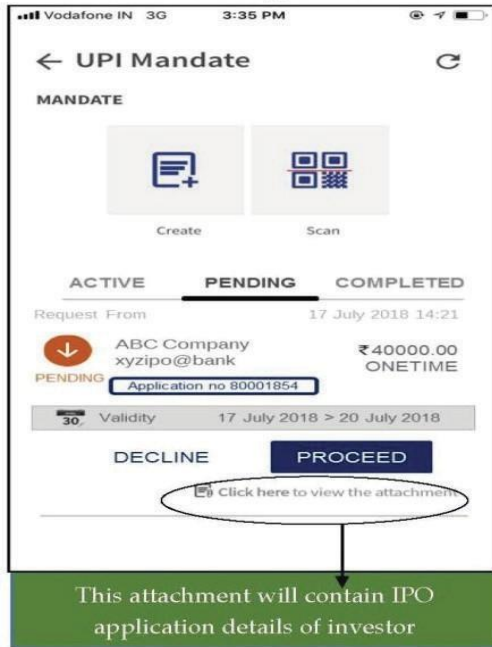 Vodafone IN 3G 3:35 PM
← UPI Mandate
MANDATE
Create Scan
ACTIVE PENDING COMPLETED
Request From 17 July 2018 14:21
ABC Company ₹40000.00
xyzipo@bank ONETIME
PENDING
Application no 80001854
30 Validity 17 July 2018 > 20 July 2018
DECLINE PROCEED
Click here to view the attachment
This attachment will contain IPO
application details of investor